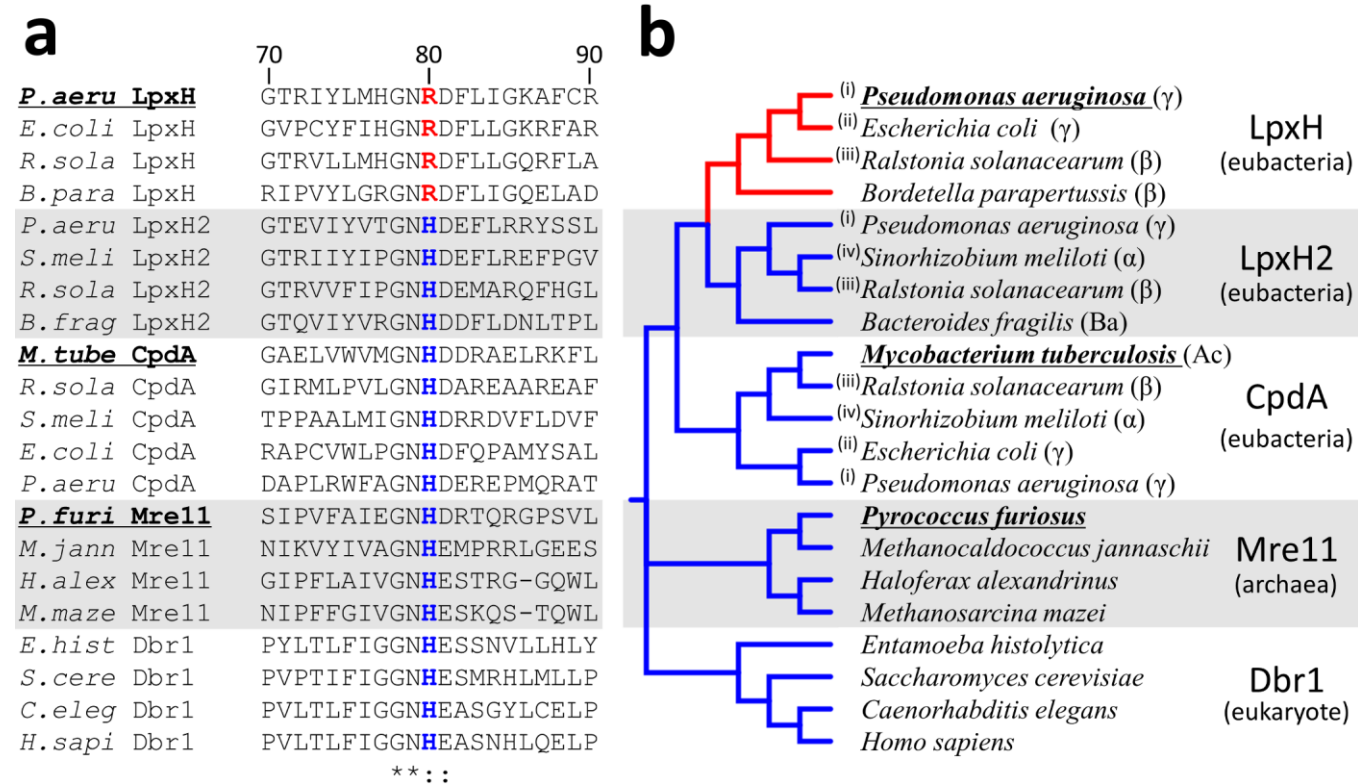 a
70 80 90
P.aeru LpxH GTRIYLMHGNRDFLIGKAFCR
E.coli LpxH GVPCYFIHGNRDFLLGKRFAR
R.sola LpxH GTRVLLMHGNRDFLLGQRFLA
B.para LpxH RIPVYLGRGNRDFLIGQELAD
P.aeru LpxH2 GTEVIYVTGNHDEFLRRYSSL
S.meli LpxH2 GTRIIYIPGNHDEFLREFPGV
R.sola LpxH2 GTRVVFIPGNHDEMARQFHGL
B.frag LpxH2 GTQVIYVRGNHDDFLDNLTPL
M.tube CpdA GAELVWVMGNHDDRAELRKFL
R.sola CpdA GIRMLPVLGNHDAREAAREAF
S.meli CpdA TPPAALMIGNHDRRDVFLDVF
E.coli CpdA RAPCVWLPGNHDFQPAMYSAL
P.aeru CpdA DAPLRWFAGNHDEREPMQRAT
P.furi Mre11 SIPVFAIEGNHDRTQRGPSVL
M.jann Mre11 NIKVYIVAGNHEMPRRLGEES
H.alex Mre11 GIPFLAIVGNHESTRG-GQWL
M.maze Mre11 NIPFFGIVGNHESKQS-TQWL
E.hist Dbr1 PYLTLFIGGNHESSNVLLHLY
S.cere Dbr1 PVPTIFIGGNHESMRHLMLLP
C.eleg Dbr1 PVLTLFIGGNHEASGYLCELP
H.sapi Dbr1 PVLTLFIGGNHEASNHLQELP
**::
b
(i) Pseudomonas aeruginosa (γ)
(ii) Escherichia coli (γ)
(iii) Ralstonia solanacearum (β)
Bordetella parapertussis (β)
LpxH
(eubacteria)
(i) Pseudomonas aeruginosa (γ)
(iv) Sinorhizobium meliloti (α)
(iii) Ralstonia solanacearum (β)
Bacteroides fragilis (Ba)
LpxH2
(eubacteria)
Mycobacterium tuberculosis (Ac)
(iii) Ralstonia solanacearum (β)
(iv) Sinorhizobium meliloti (α)
(ii) Escherichia coli (γ)
(i) Pseudomonas aeruginosa (γ)
CpdA
(eubacteria)
Pyrococcus furiosus
Methanocaldococcus jannaschii
Haloferax alexandrinus
Methanosarcina mazei
Mre11
(archaea)
Entamoeba histolytica
Saccharomyces cerevisiae
Caenorhabditis elegans
Homo sapiens
Dbr1
(eukaryote)